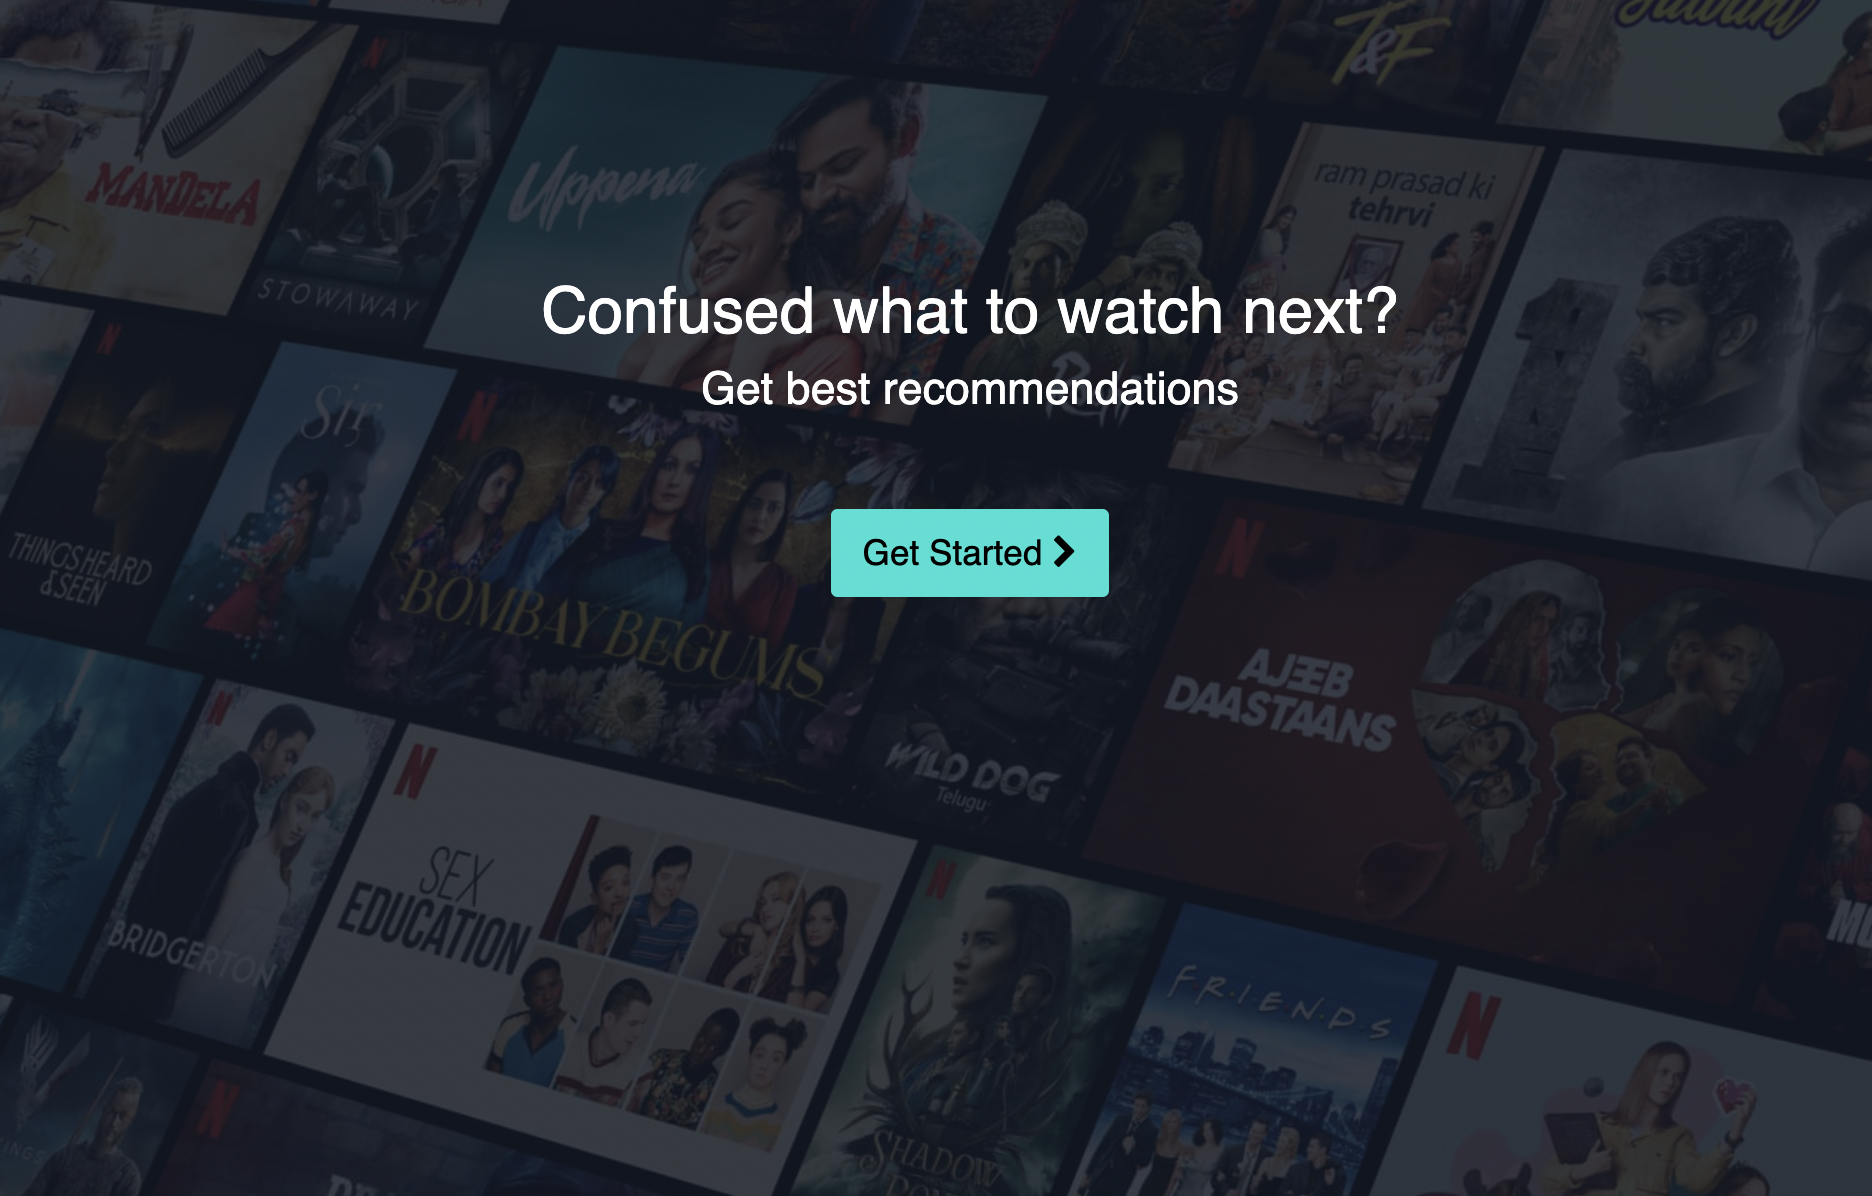 T&F
MANDELA
STOWAWAY
Uppena
ram prasad ki
tehrvi
Confused what to watch next?
Get best recommendations
Sir
THINGS HEARD
& SEEN
BOMBAY BEGUMS
Get Started
AJEEB
DAASTAANS
WILD DOG
Telugu
BRIDGERTON
SEX
EDUCATION
F.R.I.E.N.D.S
SHADOW